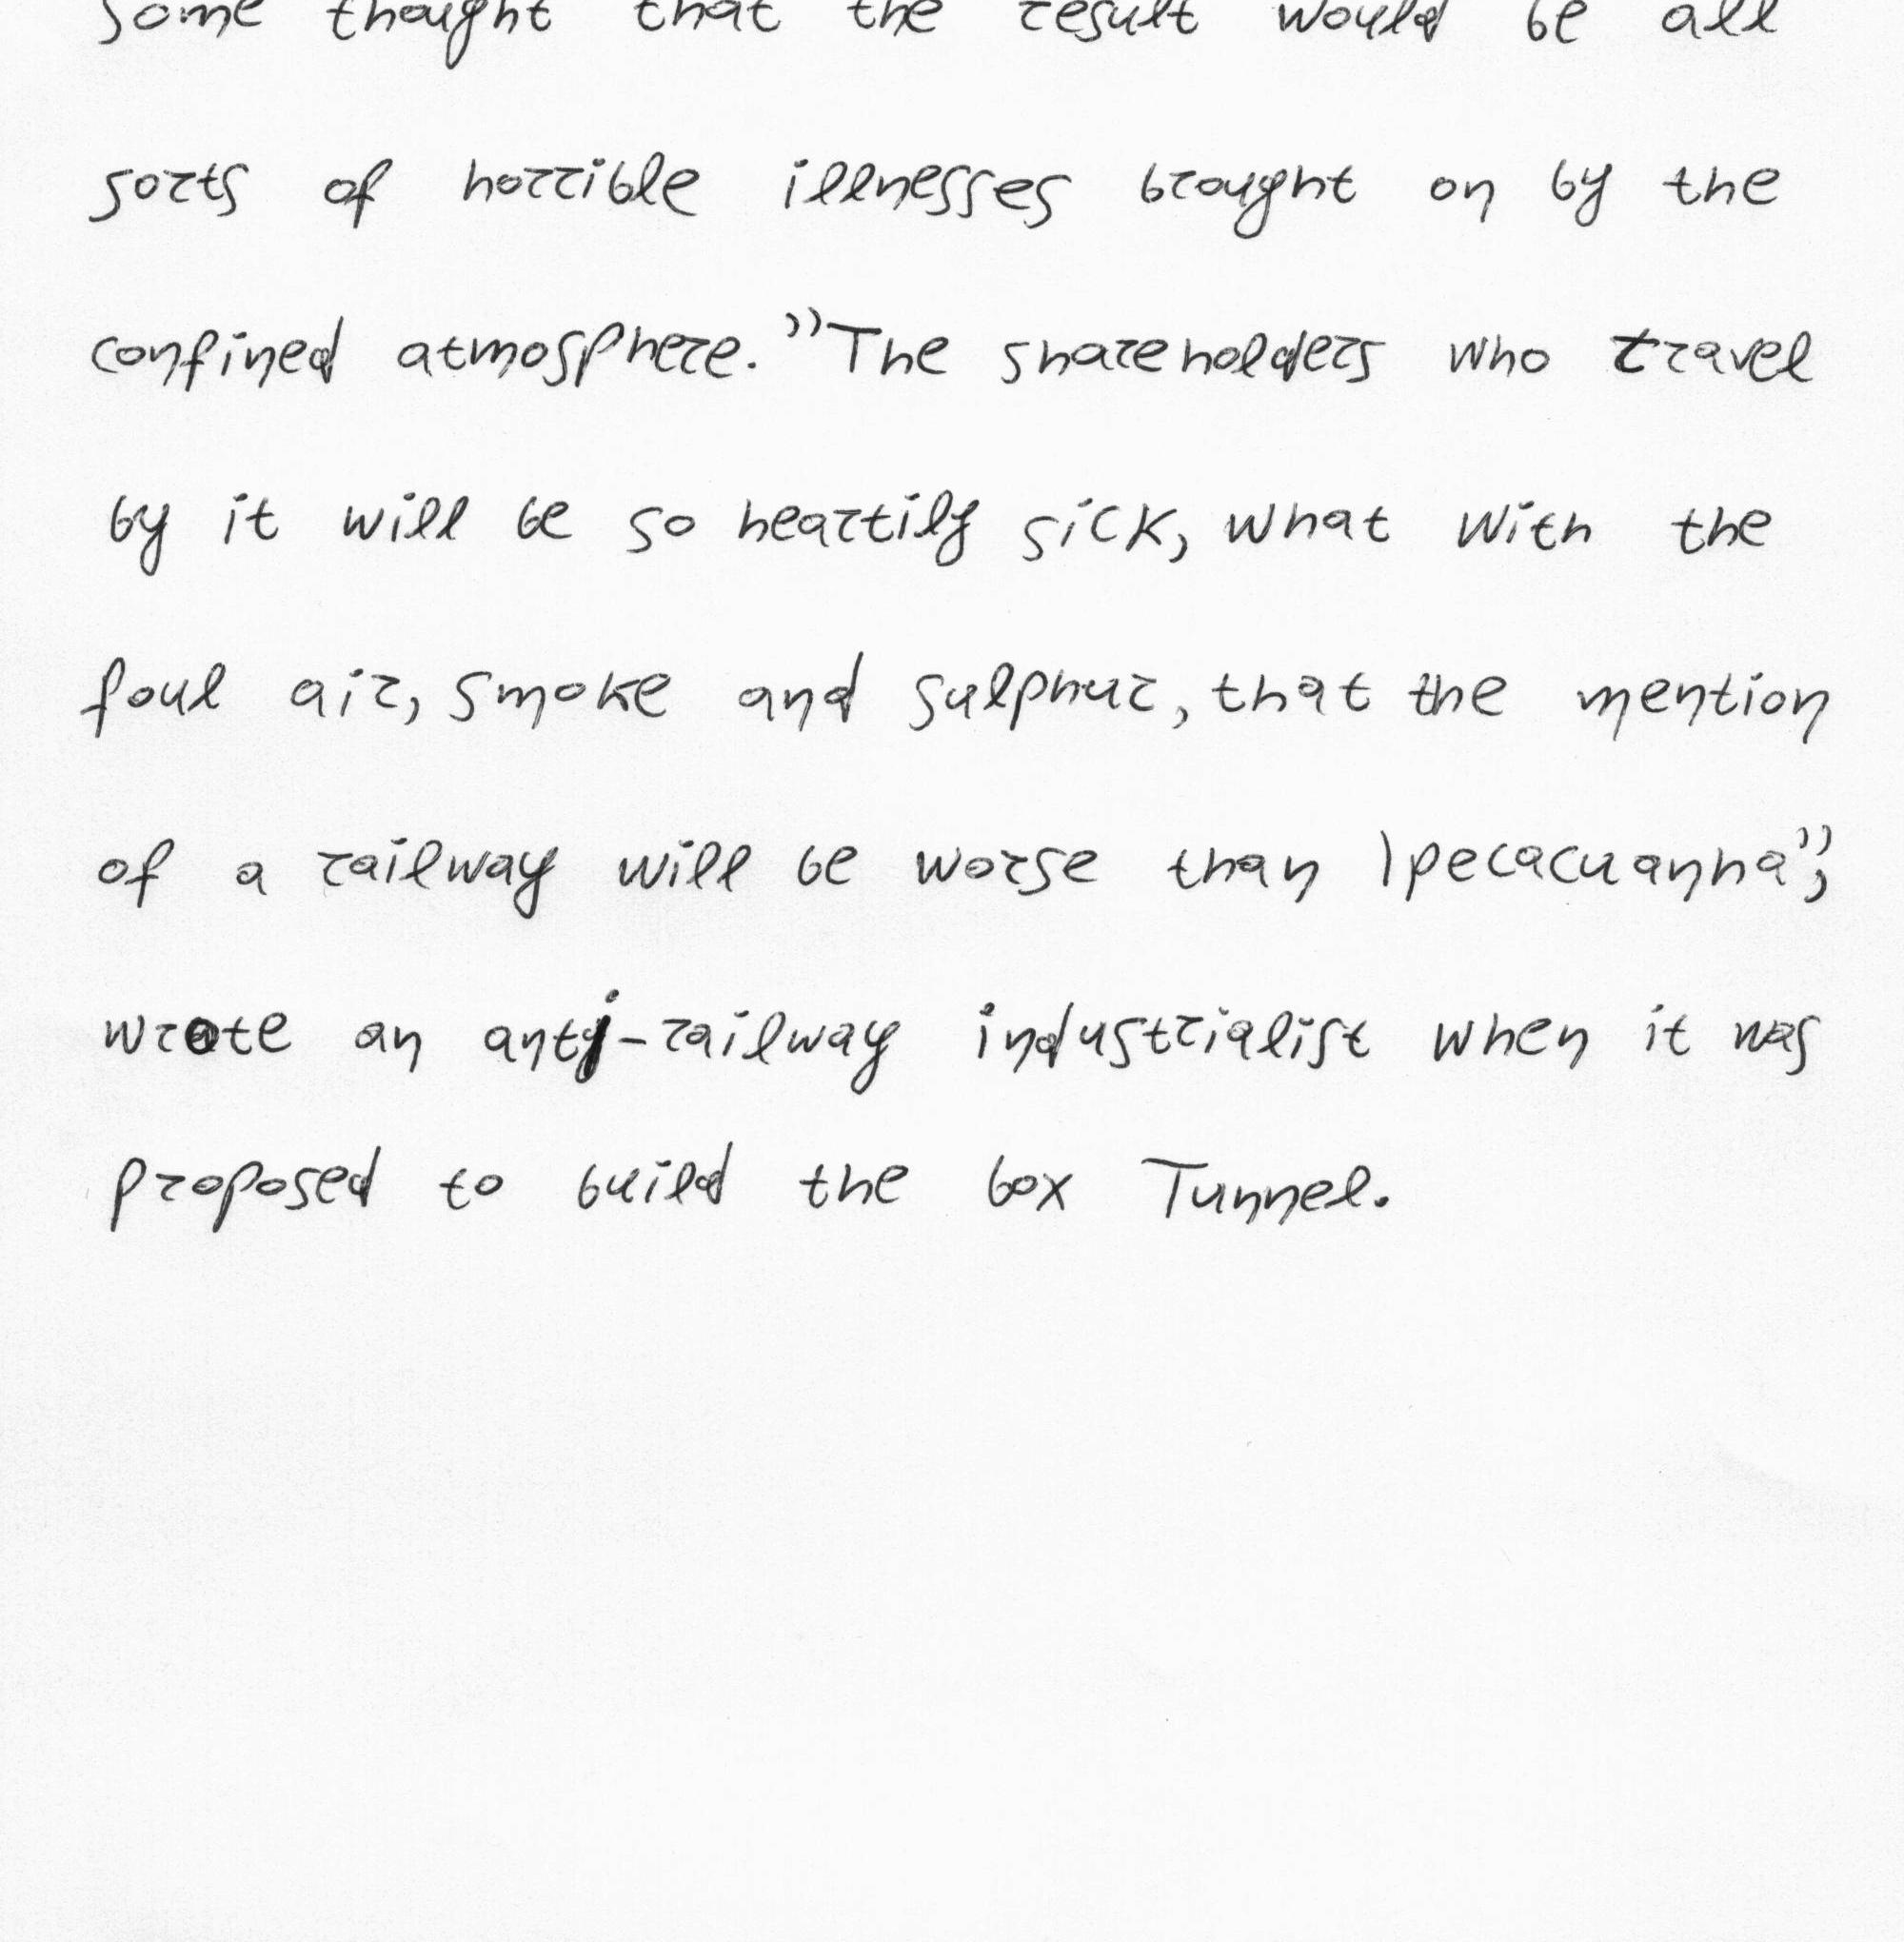 Some thought that the result would be all
sorts of horrible illnesses brought on by the
confined atmosphere. "The shareholders who travel
by it will be so heartily sick, what with the
foul air, smoke and sulphur, that the mention
of a railway will be worse than Ipecacuanna",
wrote an anti-railway industrialist when it was
proposed to build the box Tunnel.